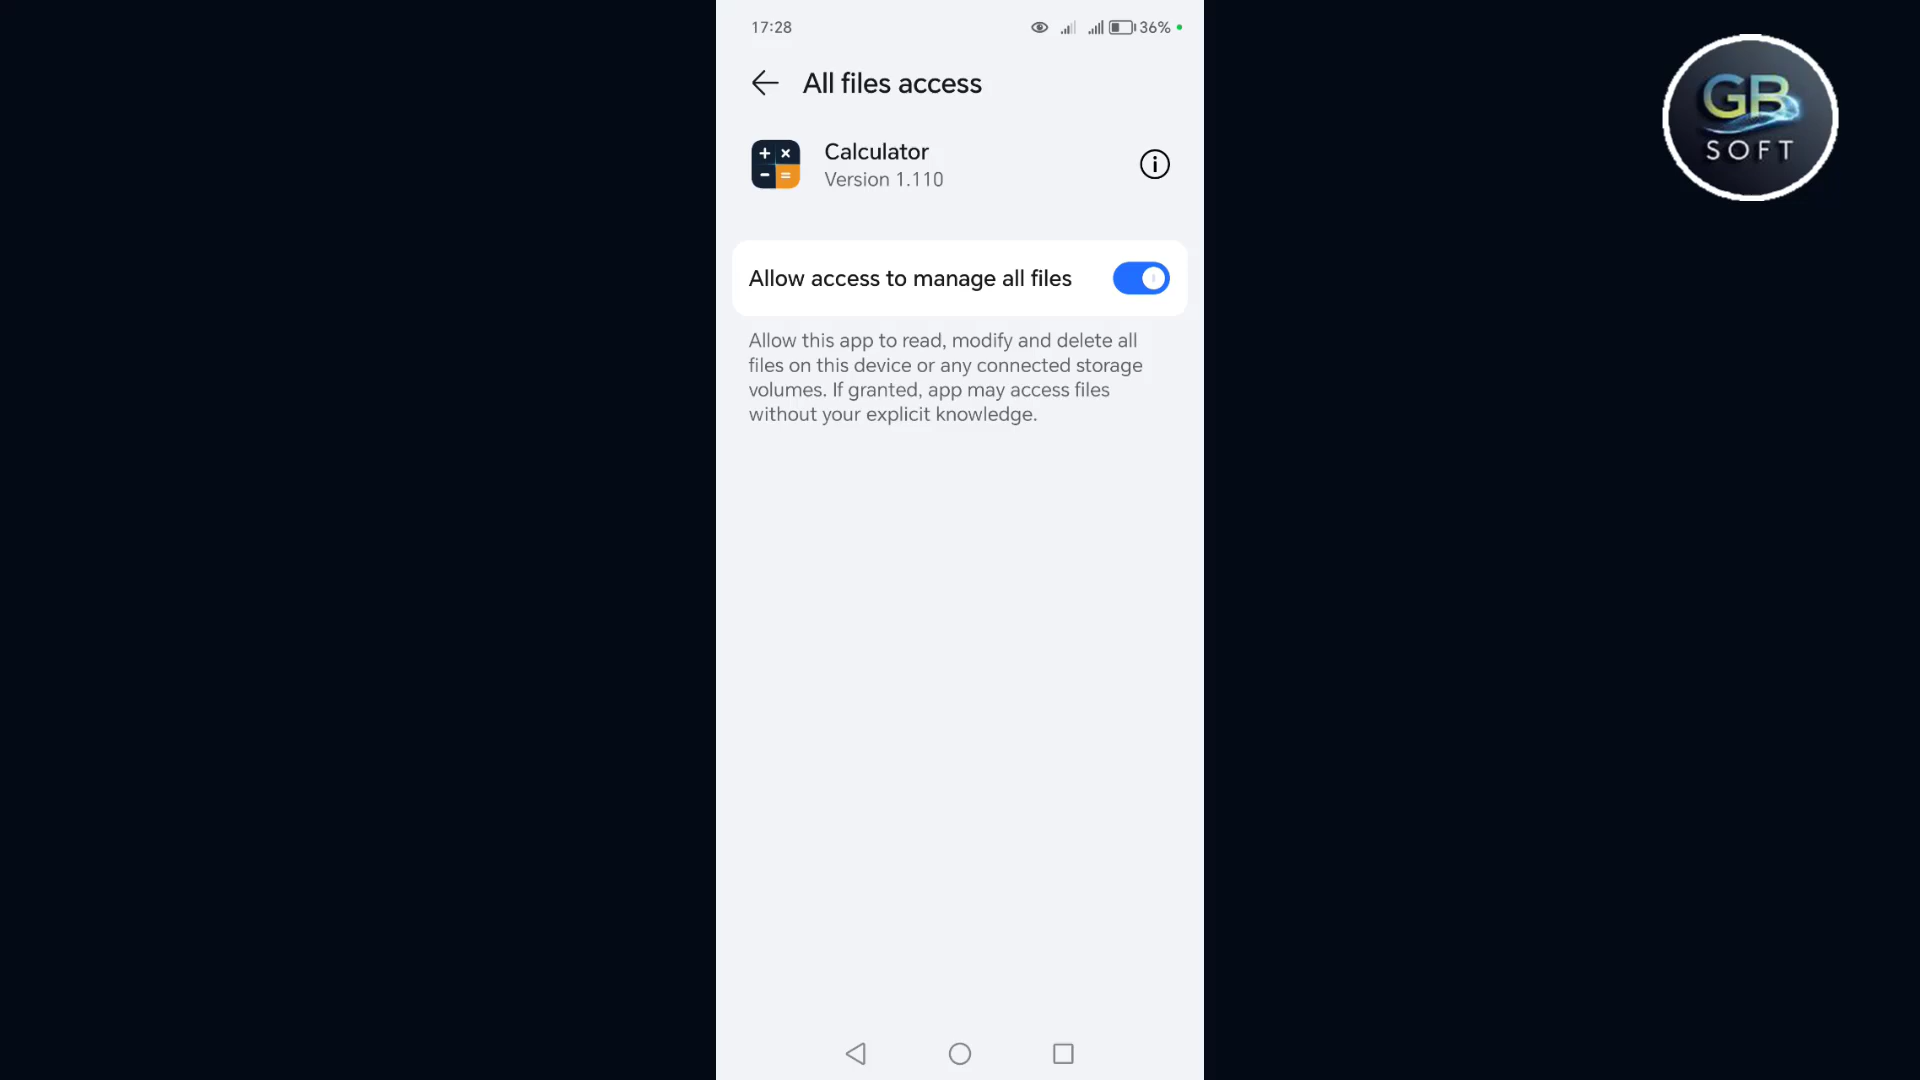 17:28
36%
All files access
Calculator
Version 1.110
Allow access to manage all files
Allow this app to read, modify and delete all
files on this device or any connected storage
volumes. If granted, app may access files
without your explicit knowledge.
GB
SOFT